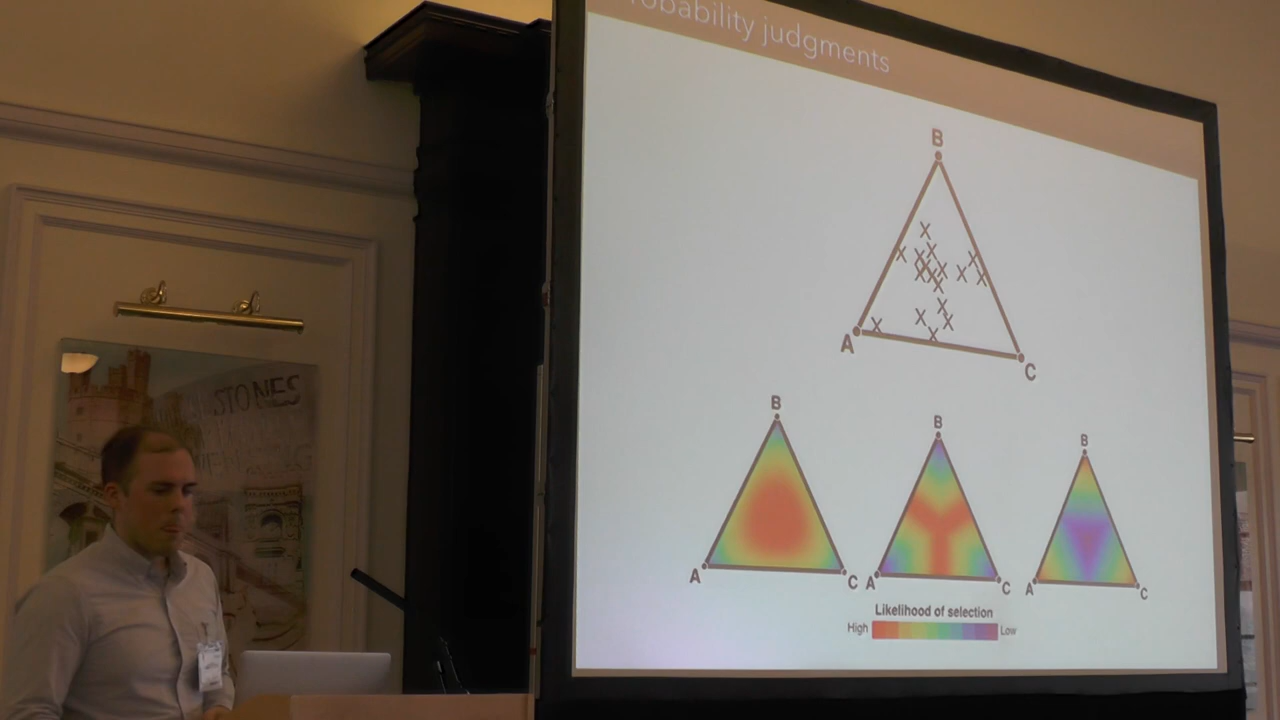 robability judgments
B
X X X X X X X X X X X X X X X X X X X
A
C
B
B
B
A C A C A C
Likelihood of selection
High Low
STONES